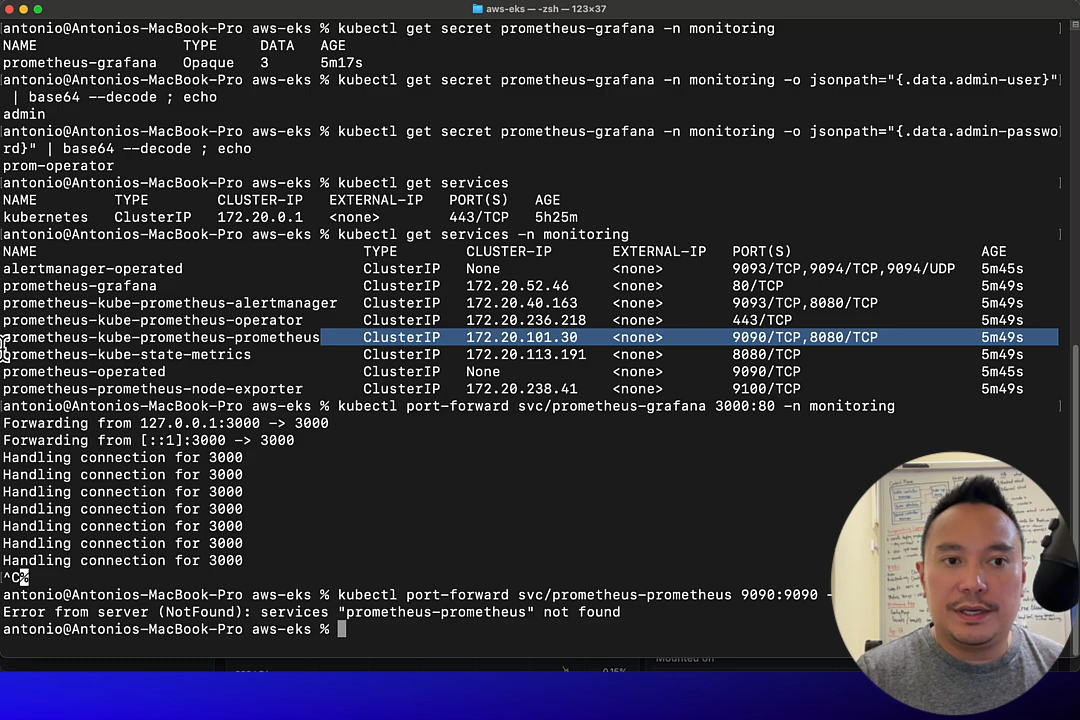 aws-eks — -zsh — 123×37
[antonio@Antonios-MacBook-Pro aws-eks % kubectl get secret prometheus-grafana -n monitoring ]
NAME TYPE DATA AGE
prometheus-grafana Opaque 3 5m17s
[antonio@Antonios-MacBook-Pro aws-eks % kubectl get secret prometheus-grafana -n monitoring -o jsonpath="{.data.admin-user}"]
| base64 --decode ; echo
admin
[antonio@Antonios-MacBook-Pro aws-eks % kubectl get secret prometheus-grafana -n monitoring -o jsonpath="{.data.admin-passwo]
rd}" | base64 --decode ; echo
prom-operator
[antonio@Antonios-MacBook-Pro aws-eks % kubectl get services ]
NAME TYPE CLUSTER-IP EXTERNAL-IP PORT(S) AGE
kubernetes ClusterIP 172.20.0.1 <none> 443/TCP 5h25m
[antonio@Antonios-MacBook-Pro aws-eks % kubectl get services -n monitoring ]
NAME TYPE CLUSTER-IP EXTERNAL-IP PORT(S) AGE
alertmanager-operated ClusterIP None <none> 9093/TCP,9094/TCP,9094/UDP 5m45s
prometheus-grafana ClusterIP 172.20.52.46 <none> 80/TCP 5m49s
prometheus-kube-prometheus-alertmanager ClusterIP 172.20.40.163 <none> 9093/TCP,8080/TCP 5m49s
prometheus-kube-prometheus-operator ClusterIP 172.20.236.218 <none> 443/TCP 5m49s
prometheus-kube-prometheus-prometheus ClusterIP 172.20.101.30 <none> 9090/TCP,8080/TCP 5m49s
prometheus-kube-state-metrics ClusterIP 172.20.113.191 <none> 8080/TCP 5m49s
prometheus-operated ClusterIP None <none> 9090/TCP 5m45s
prometheus-prometheus-node-exporter ClusterIP 172.20.238.41 <none> 9100/TCP 5m49s
[antonio@Antonios-MacBook-Pro aws-eks % kubectl port-forward svc/prometheus-grafana 3000:80 -n monitoring ]
Forwarding from 127.0.0.1:3000 -> 3000
Forwarding from [::1]:3000 -> 3000
Handling connection for 3000
Handling connection for 3000
Handling connection for 3000
Handling connection for 3000
Handling connection for 3000
Handling connection for 3000
Handling connection for 3000
[^C%
antonio@Antonios-MacBook-Pro aws-eks % kubectl port-forward svc/prometheus-prometheus 9090:9090 -
Error from server (NotFound): services "prometheus-prometheus" not found
antonio@Antonios-MacBook-Pro aws-eks %
Mounted on